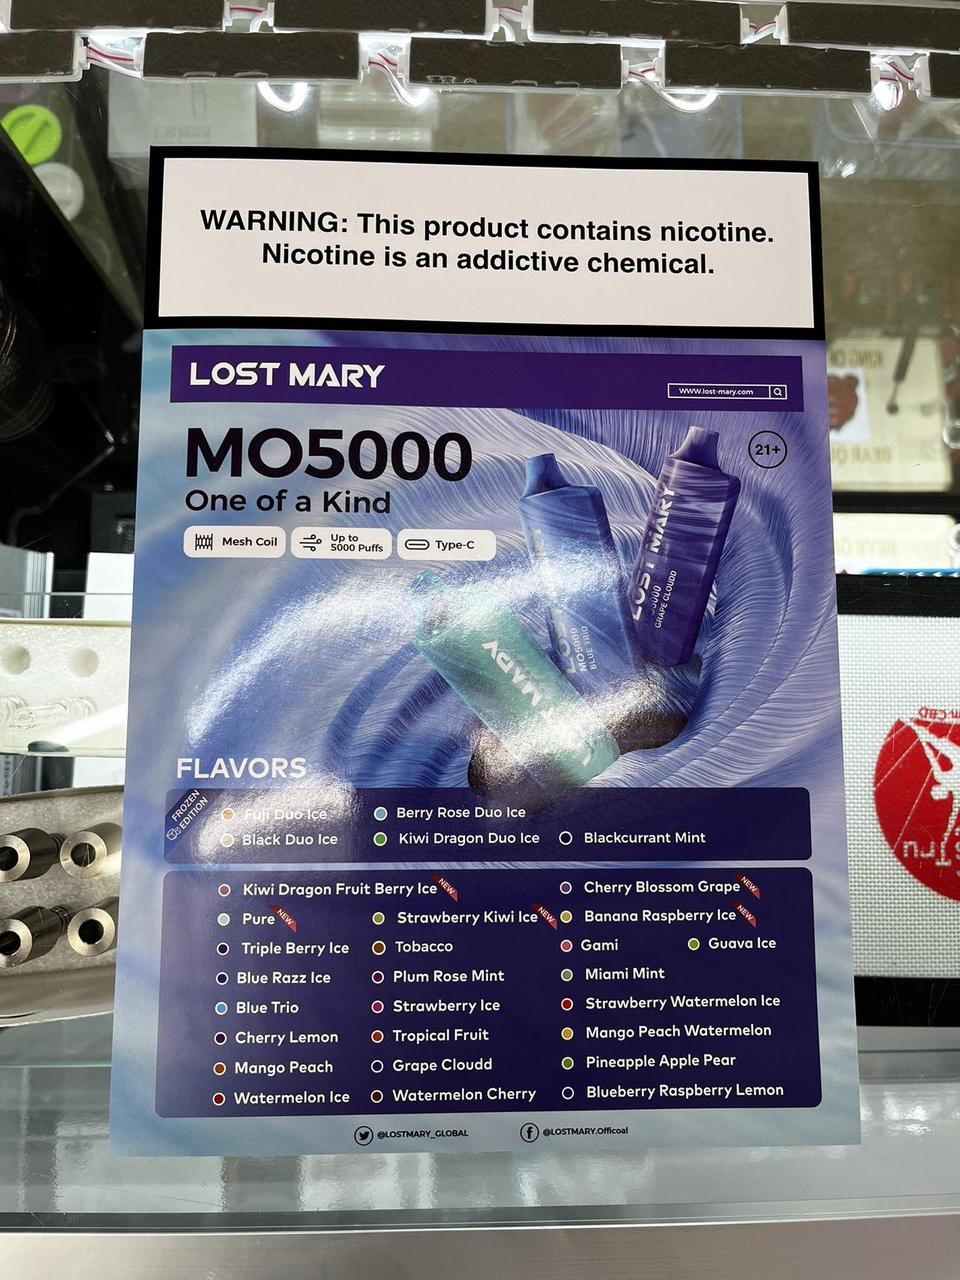 WARNING: This product contains nicotine.
Nicotine is an addictive chemical.
LOST MARY
www.lost-mary.com
MO5000
One of a Kind
21+
Mesh Coil
Up to
5000 Puffs
Type-C
LOST MARY
MO5000
GRAPE CLOUDD
LOST
MO5000
BLUE TRIO
MARY
FLAVORS
FROZEN
EDITION
Fuji Duo Ice
Berry Rose Duo Ice
Black Duo Ice
Kiwi Dragon Duo Ice
Blackcurrant Mint
Kiwi Dragon Fruit Berry Ice NEW
Cherry Blossom Grape NEW
Pure NEW
Strawberry Kiwi Ice NEW
Banana Raspberry Ice NEW
Triple Berry Ice
Tobacco
Gami
Guava Ice
Blue Razz Ice
Plum Rose Mint
Miami Mint
Blue Trio
Strawberry Ice
Strawberry Watermelon Ice
Cherry Lemon
Tropical Fruit
Mango Peach Watermelon
Mango Peach
Grape Cloudd
Pineapple Apple Pear
Watermelon Ice
Watermelon Cherry
Blueberry Raspberry Lemon
@LOSTMARY_GLOBAL
@LOSTMARY.Officoal